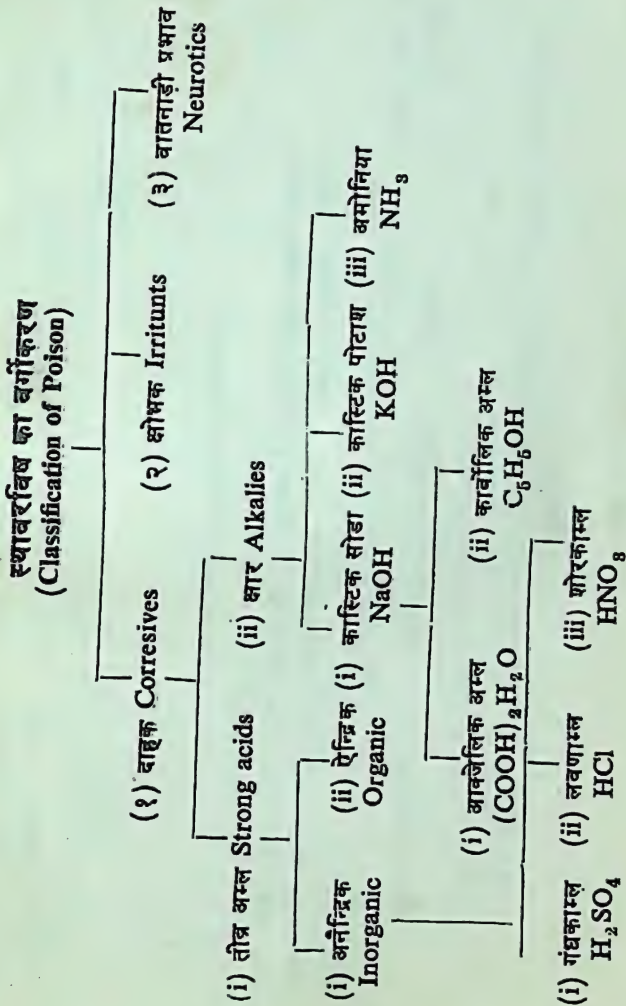 स्थावरविष का वर्गीकरण
(Classification of Poison)
(१) दाहक Corresives
(२) क्षोभक Irritunts
(३) वातनाड़ी प्रभाव
Neurotics
(i) तीव्र अम्ल Strong acids
(ii) क्षार Alkalies
(i) अनैन्द्रिक
Inorganic
(ii) ऐन्द्रिक
Organic
(i) कास्टिक सोडा
NaOH
(ii) कास्टिक पोटाश
KOH
(iii) अमोनिया
NH₃
(i) आक्जेलिक अम्ल
(COOH)₂H₂O
(ii) कार्बोलिक अम्ल
C₅H₅OH
(i) गंधकाम्ल
H₂SO₄
(ii) लवणाम्ल
HCl
(iii) शोरकाम्ल
HNO₃